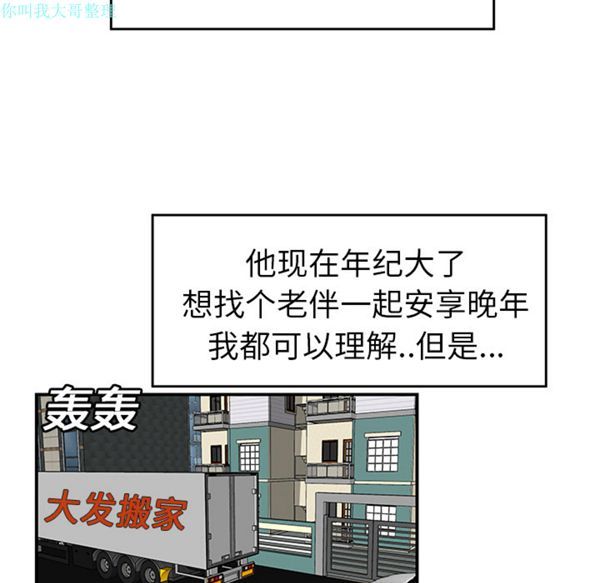 你叫我大哥整理
他现在年纪大了
想找个老伴一起安享晚年
我都可以理解..但是...
轰轰
大发搬家